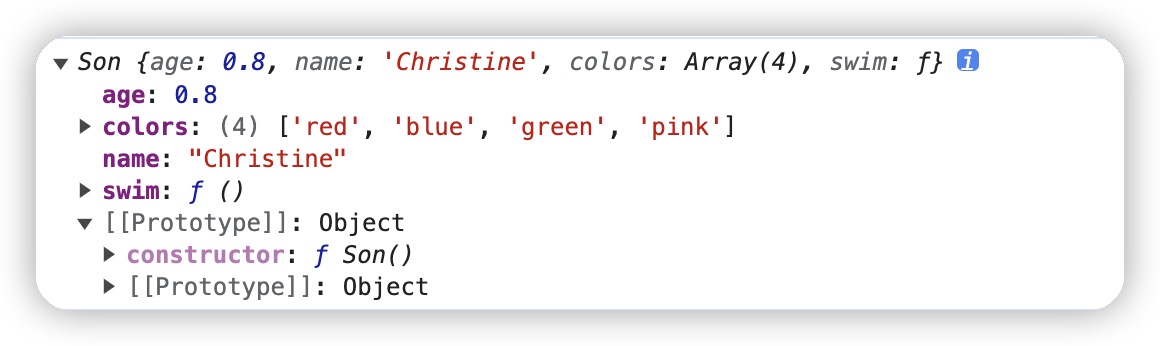 ▼ Son {age: 0.8, name: 'Christine', colors: Array(4), swim: ƒ} i
age: 0.8
▶ colors: (4) ['red', 'blue', 'green', 'pink']
name: "Christine"
▶ swim: ƒ ()
▼ [[Prototype]]: Object
▶ constructor: ƒ Son()
▶ [[Prototype]]: Object